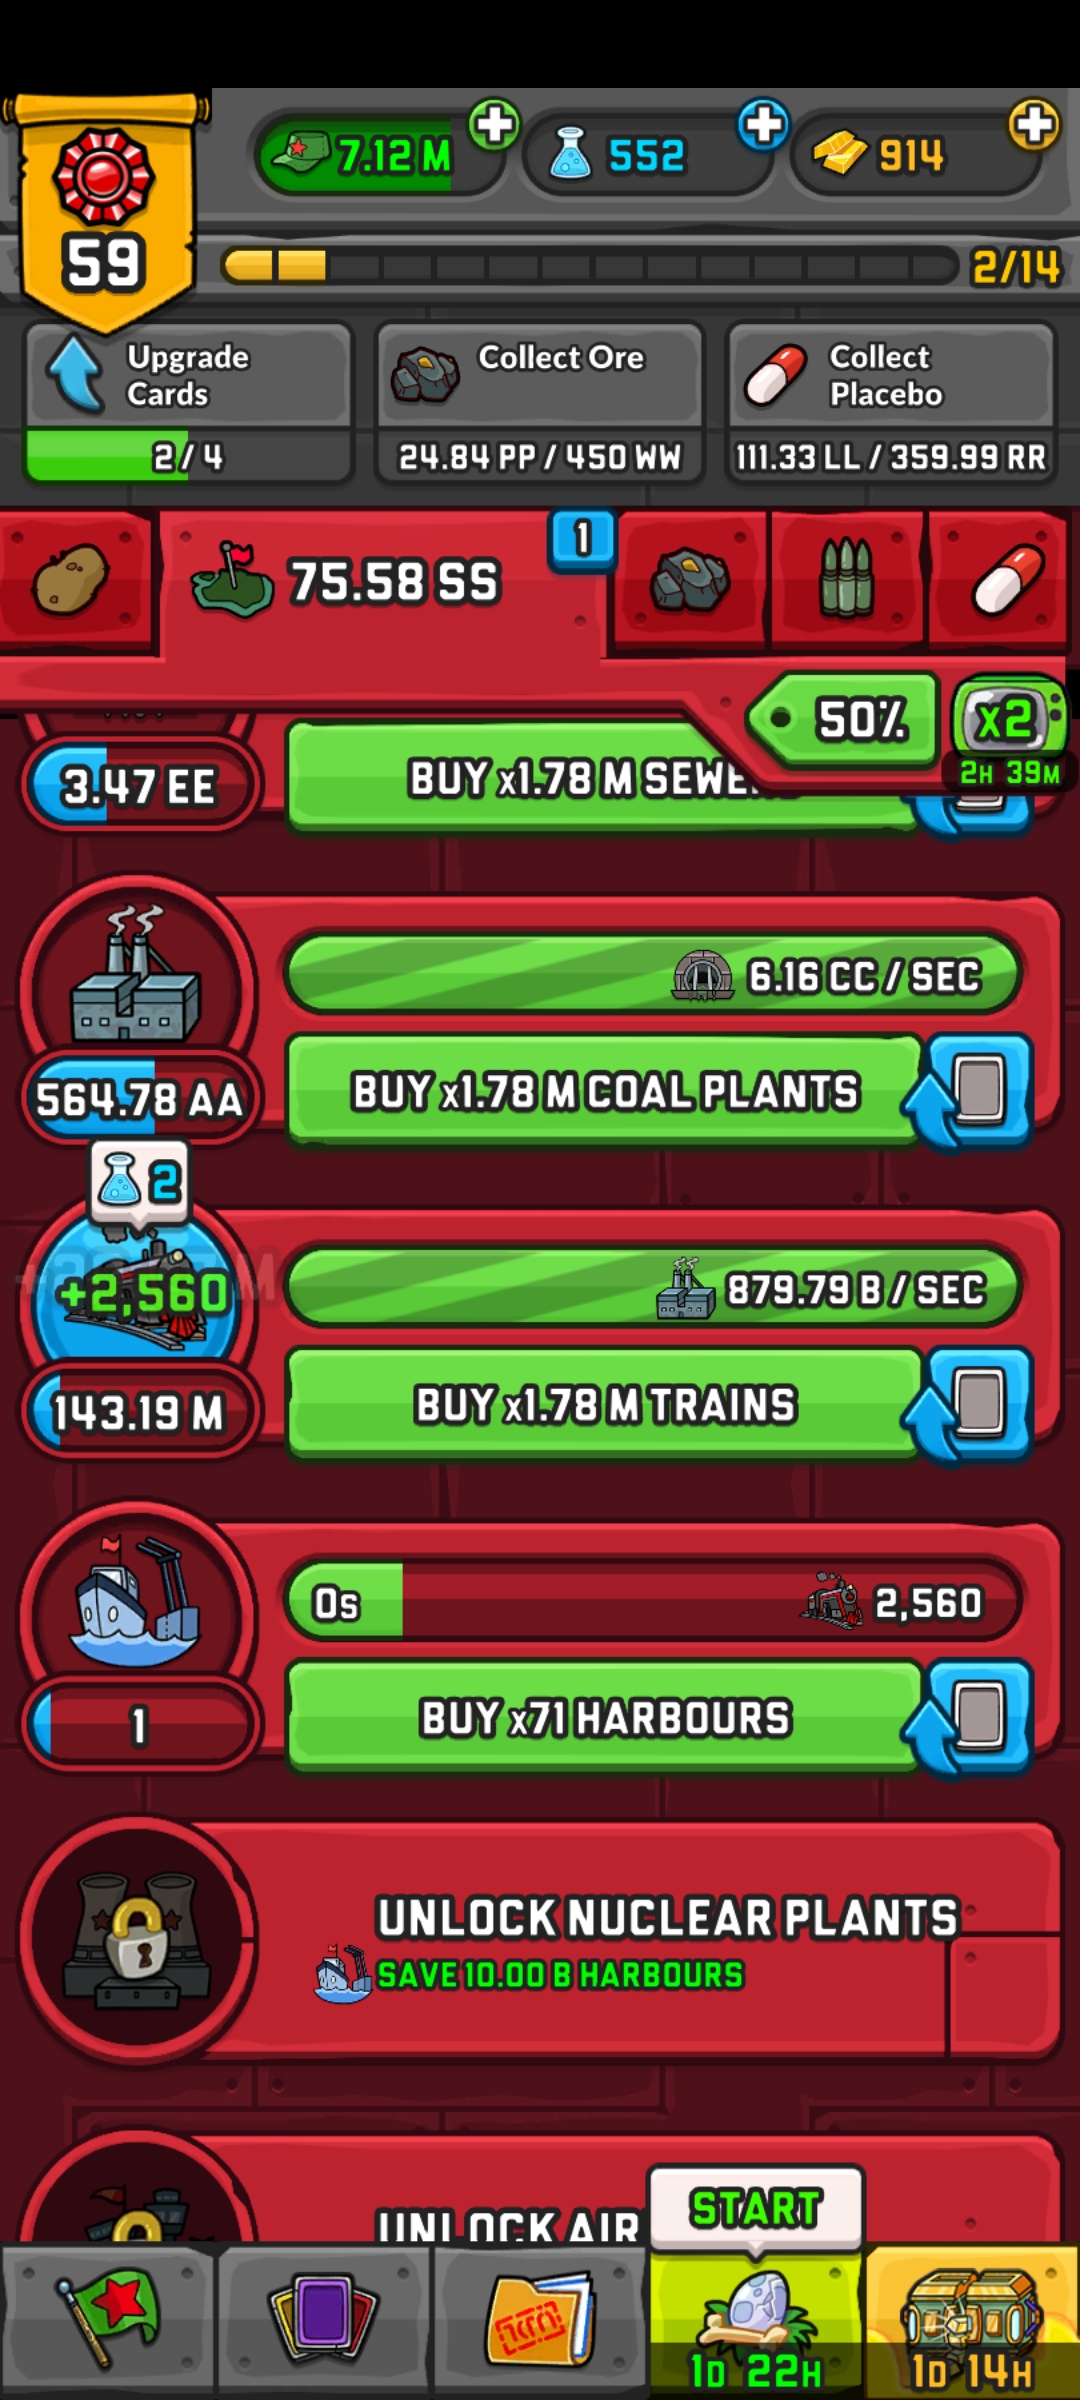 7.12 M
552
914
59
2/14
Upgrade
Cards
Collect Ore
Collect
Placebo
2/4
24.84 PP / 450 WW
111.33 LL / 359.99 RR
75.58 SS
1
50%
x2
2H 39M
3.47 EE
BUY x1.78 M SEWE
564.78 AA
6.16 CC / SEC
BUY x1.78 M COAL PLANTS
2
+2,560
143.19 M
879.79 B / SEC
BUY x1.78 M TRAINS
0s
2,560
1
BUY x71 HARBOURS
UNLOCK NUCLEAR PLANTS
SAVE 10.00 B HARBOURS
UNLOCK AIR
START
1D 22H
1D 14H